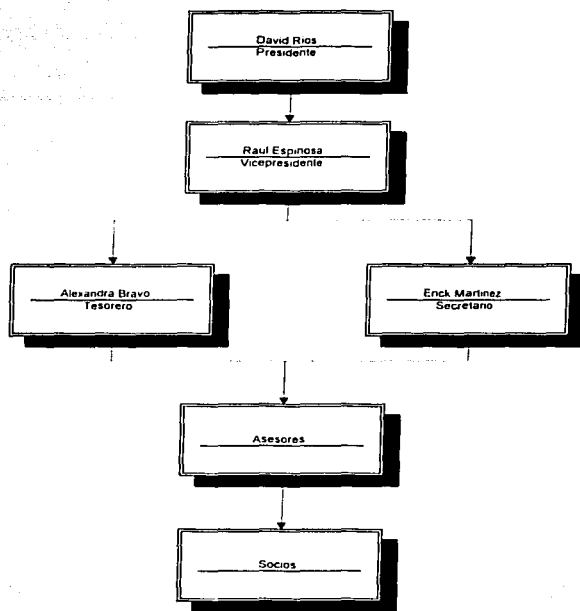 David Rios
Presidente
Raul Espinosa
Vicepresidente
Alexandra Bravo
Tesorero
Erick Martinez
Secretario
Asesores
Socios